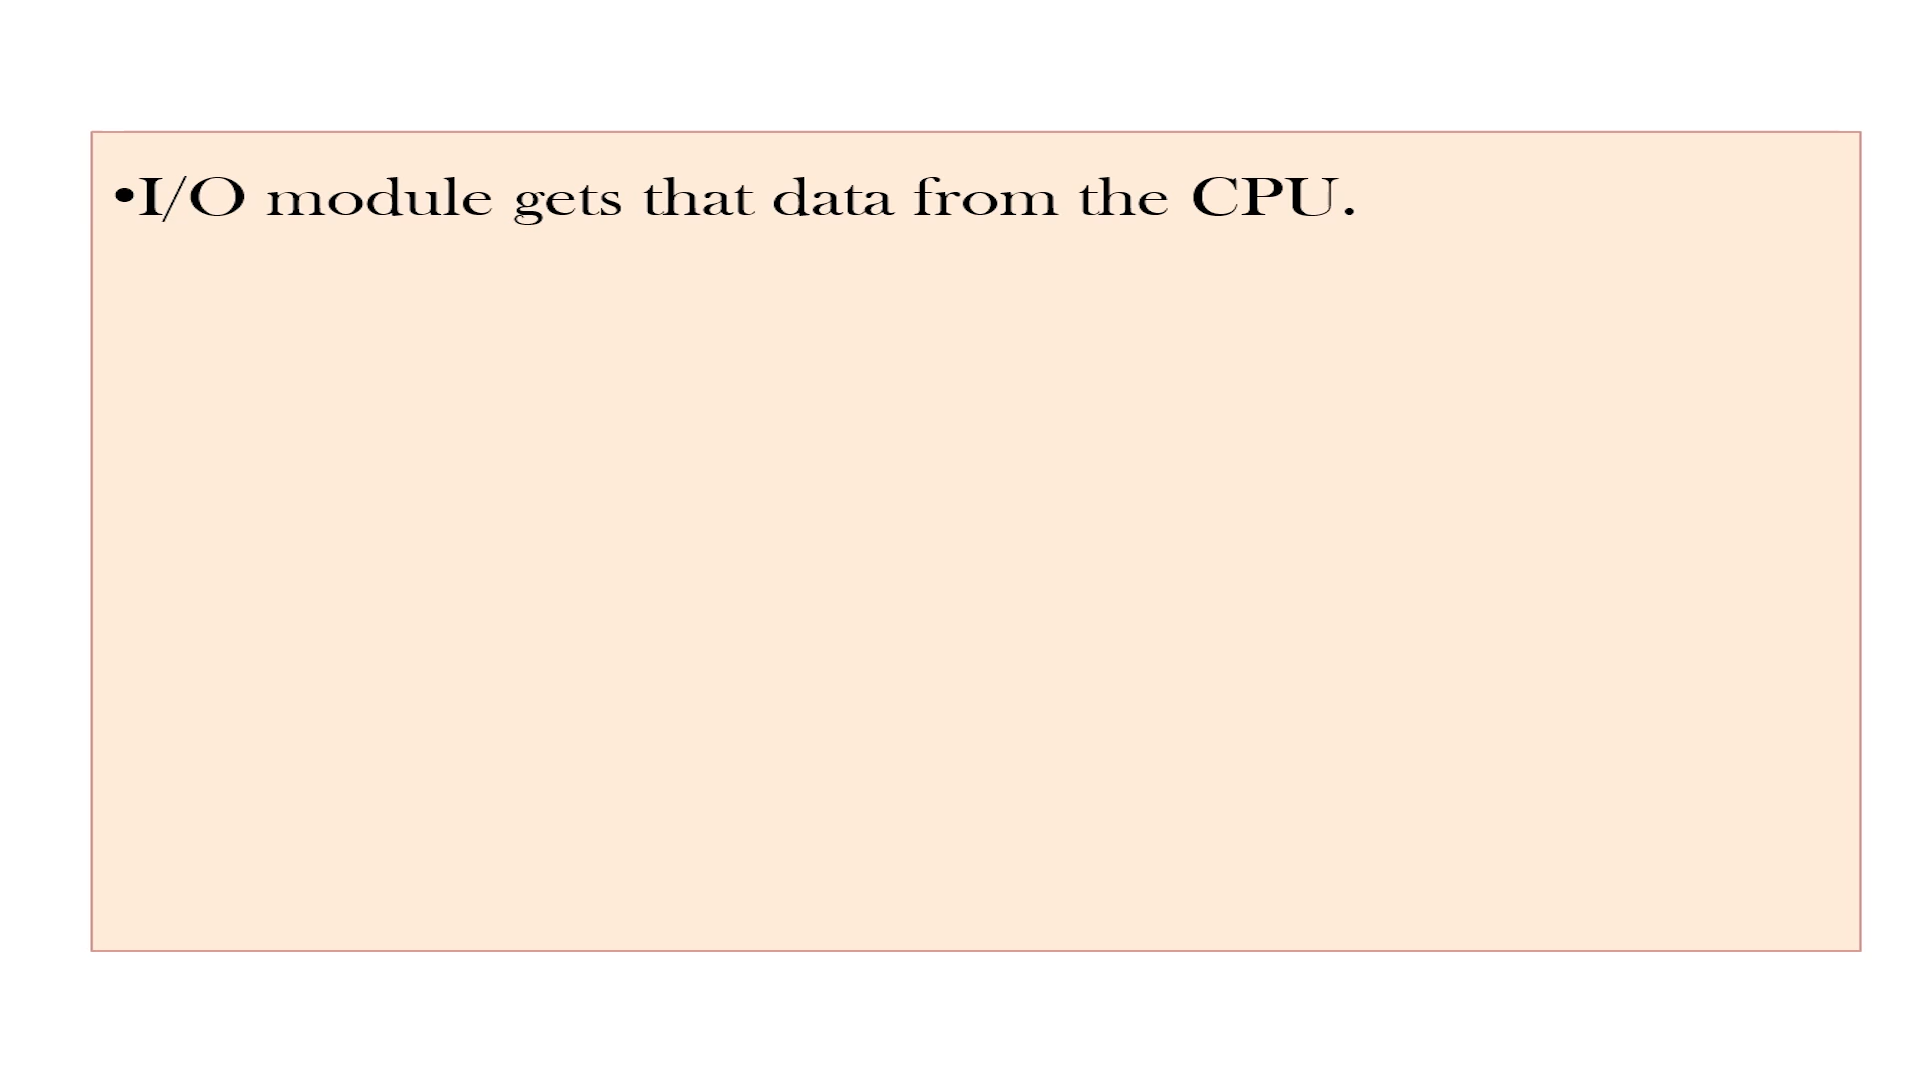 •I/O module gets that data from the CPU.